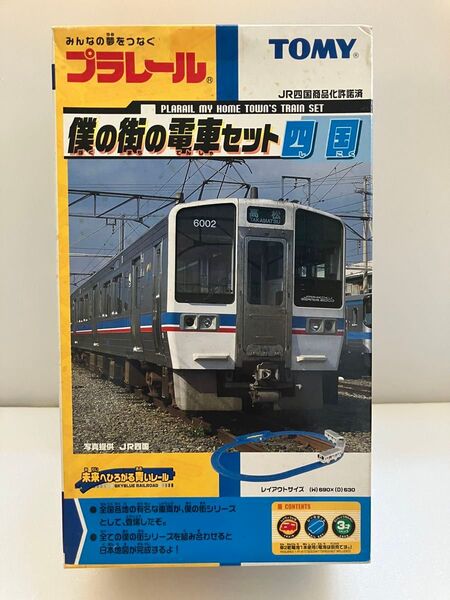 みんなの夢をつなぐ
プラレール®
TOMY®
JR四国商品化許諾済
PLARAIL MY HOME TOWN'S TRAIN SET
僕の街の電車セット 四国
6002
高松
TAKAMATSU
写真提供 JR四国
未来へひろがる青いレール
SKYBLUE RAILROAD
レイアウトサイズ (H)690×(D)630
● 全国各地の有名な車両が、僕の街シリーズ
として、登場したぞ。
● 全ての僕の街シリーズを組み合わせると
日本地図が完成するよ!
CONTENTS